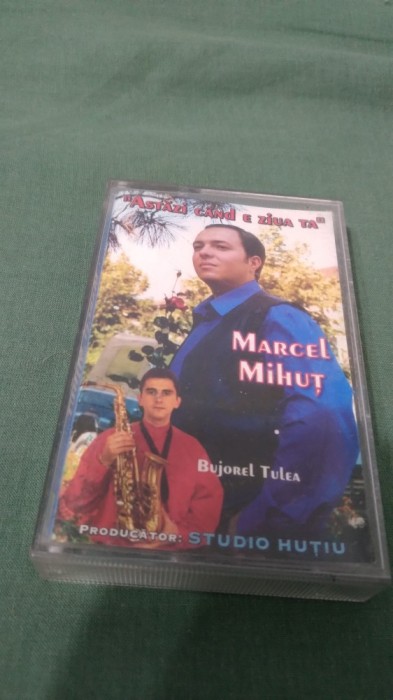 "Astăzi când e ziua ta"
Marcel
Mihuț
Bujorel Tulea
Producător: STUDIO HUȚIU